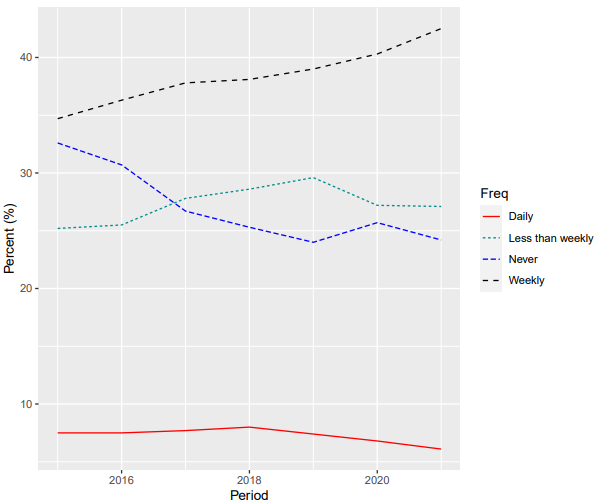 40
30
20
10
Percent (%)
2016
2018
2020
Period
Freq
Daily
Less than weekly
Never
Weekly